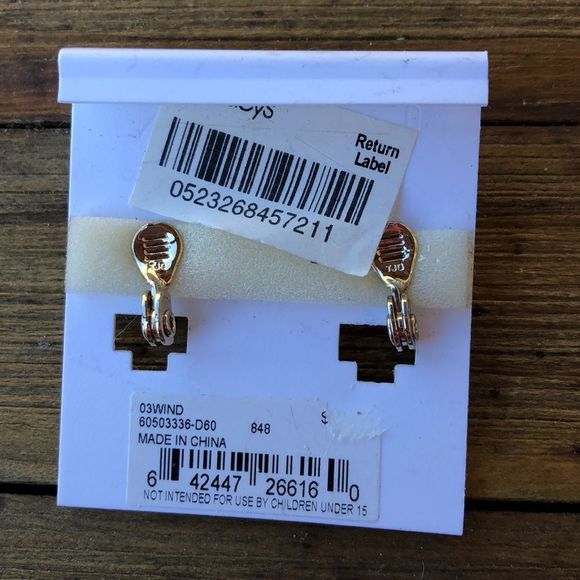 Return
Label
0523268457211
03WIND
60503336-D60 848 $
MADE IN CHINA
6 42447 26616 0
NOT INTENDED FOR USE BY CHILDREN UNDER 15